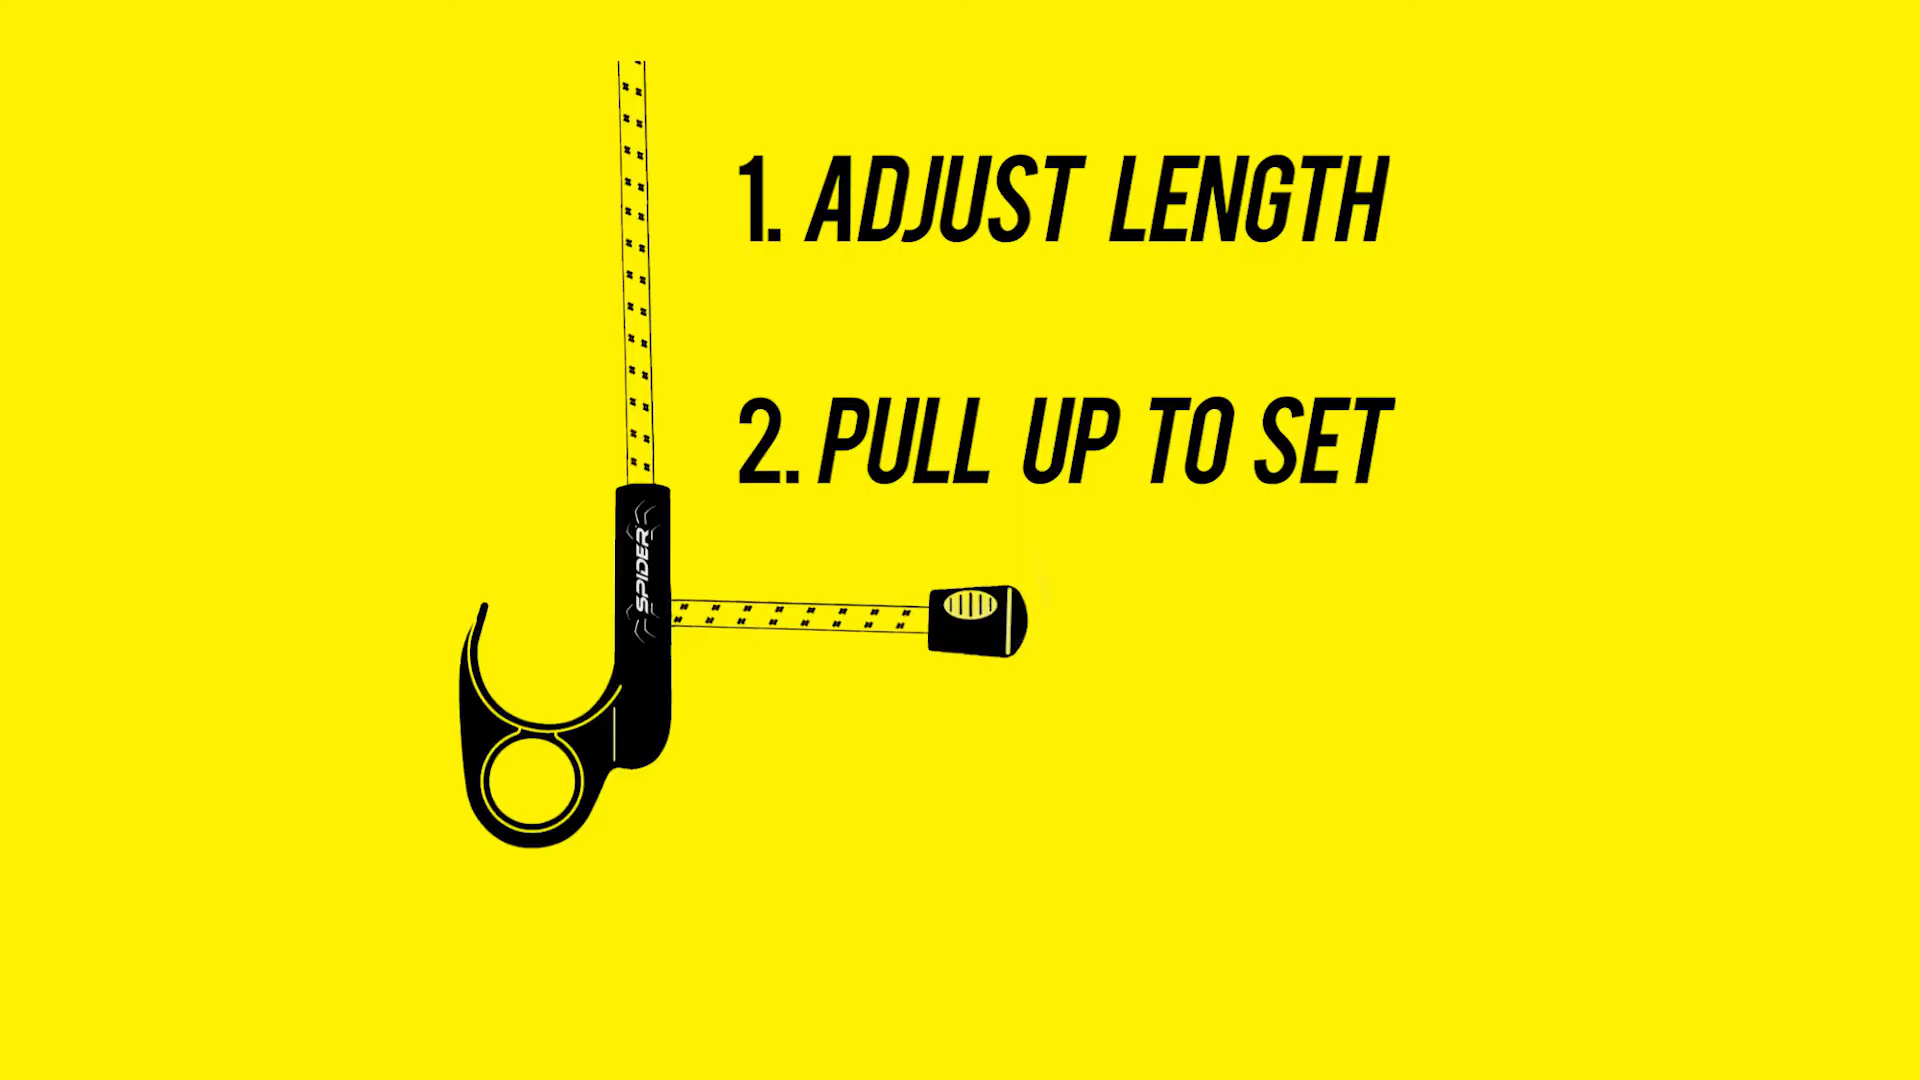 1. ADJUST LENGTH
2. PULL UP TO SET
SPIDER